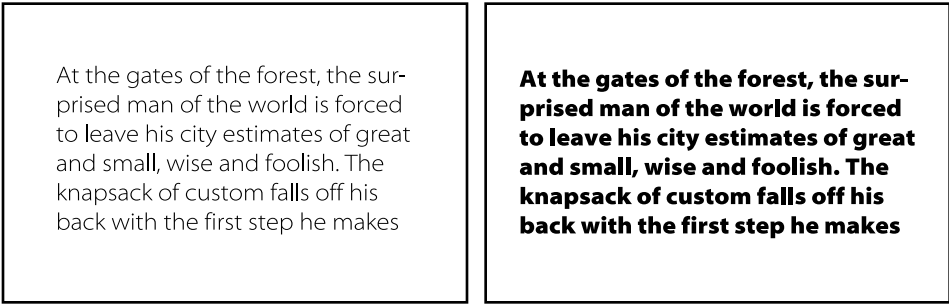 At the gates of the forest, the sur-
prised man of the world is forced
to leave his city estimates of great
and small, wise and foolish. The
knapsack of custom falls off his
back with the first step he makes
At the gates of the forest, the sur-
prised man of the world is forced
to leave his city estimates of great
and small, wise and foolish. The
knapsack of custom falls off his
back with the first step he makes